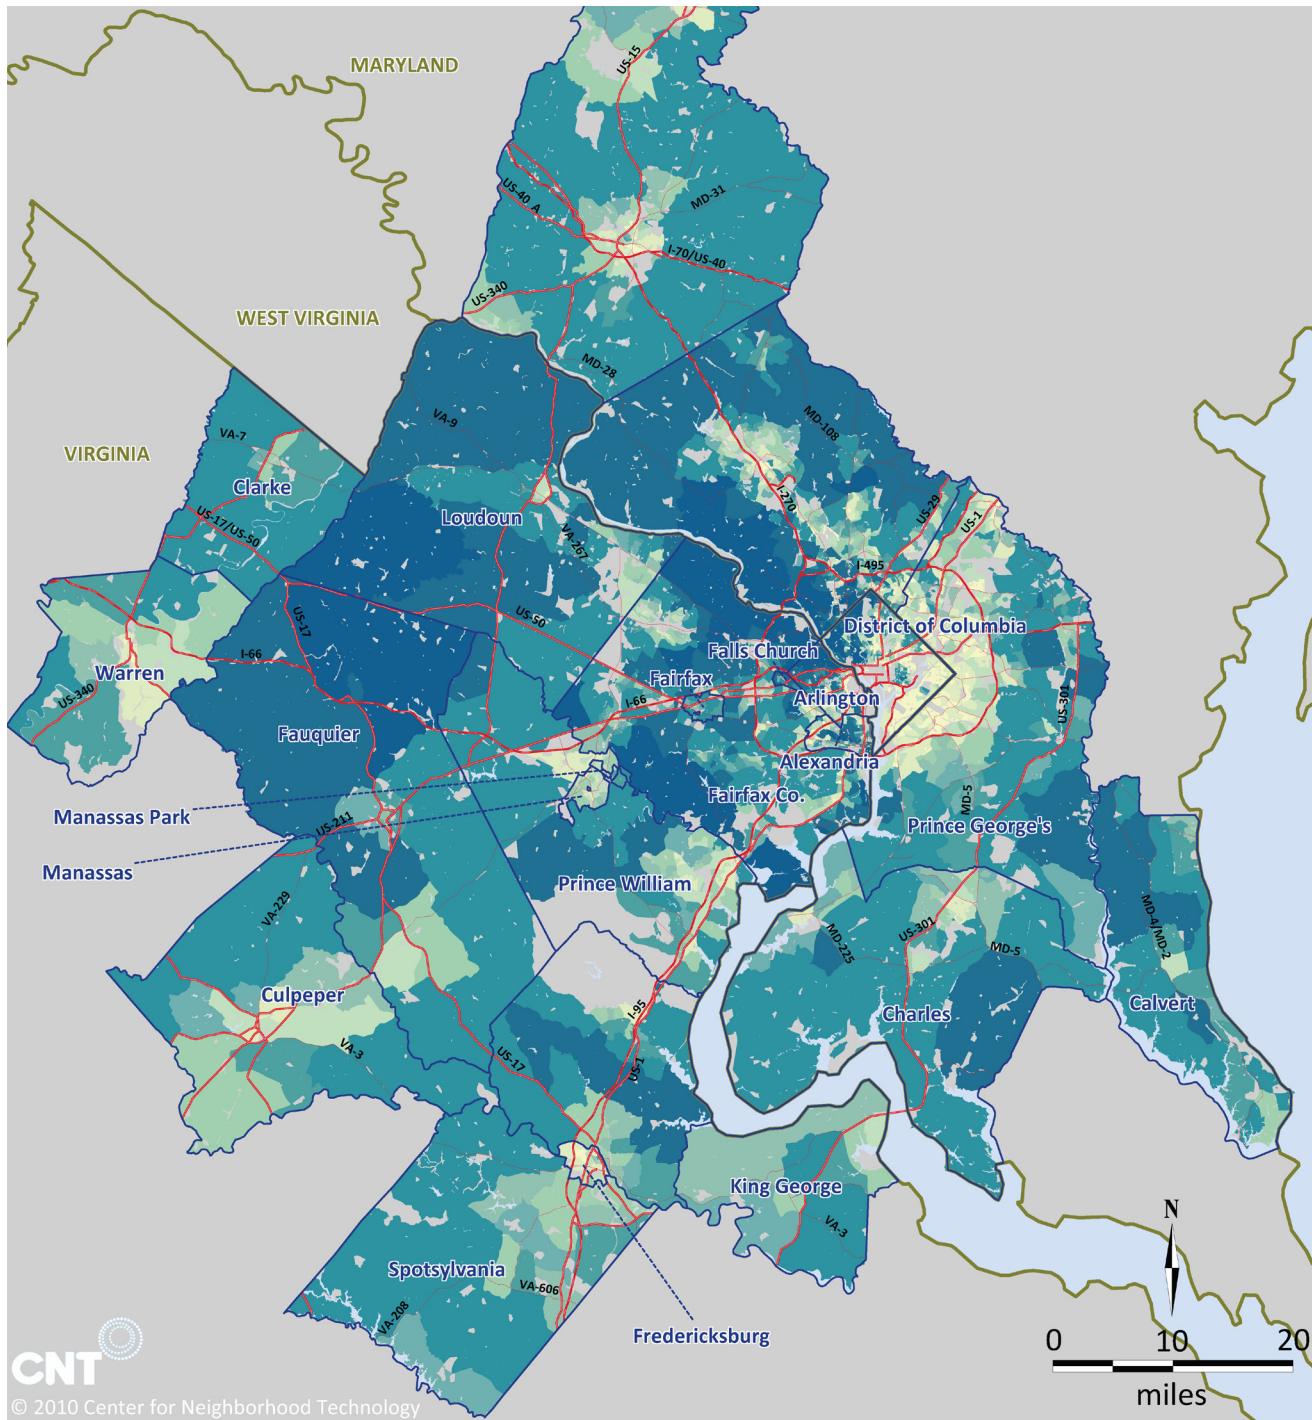 US-15
MARYLAND
MD-31
US-40_A
I-70/US-40
US-340
WEST VIRGINIA
MD-28
VA-9
MD-108
VA-7
VIRGINIA
Clarke
I-270
US-29
US-1
Loudoun
US-17/US-50
VA-267
I-495
US-17
US-50
District of Columbia
Falls Church
I-66
Warren
Fairfax
US-340
I-66
Arlington
US-301
Fauquier
Alexandria
Fairfax Co.
MD-5
Manassas Park
US-211
Prince George's
Manassas
Prince William
VA-229
MD-4/MD-2
US-301
MD-225
MD-5
Culpeper
I-95
Charles
Calvert
VA-3
US-17
US-1
King George
N
VA-3
Spotsylvania
VA-606
VA-208
Fredericksburg
0 10 20
miles
CNT
© 2010 Center for Neighborhood Technology